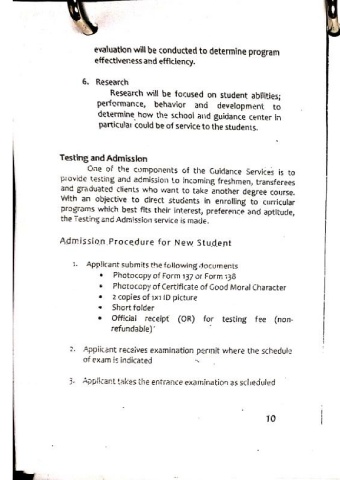 evaluation will be conducted to determine program
effectiveness and efficiency.
6. Research
Research will be focused on student abilities;
performance, behavior and development to
determine how the school and guidance center in
particular could be of service to the students.
Testing and Admission
One of the components of the Guidance Services is to
provide testing and admission to incoming freshmen, transferees
and graduated clients who want to take another degree course.
With an objective to direct students in enrolling to curricular
programs which best fits their interest, preference and aptitude,
the Testing and Admission service is made.
Admission Procedure for New Student
1. Applicant submits the following documents
• Photocopy of Form 137 or Form 138
• Photocopy of Certificate of Good Moral Character
• 2 copies of 1x1 ID picture
• Short folder
• Official receipt (OR) for testing fee (non-
refundable)
2. Applicant receives examination permit where the schedule
of exam is indicated
3. Applicant takes the entrance examination as scheduled
10